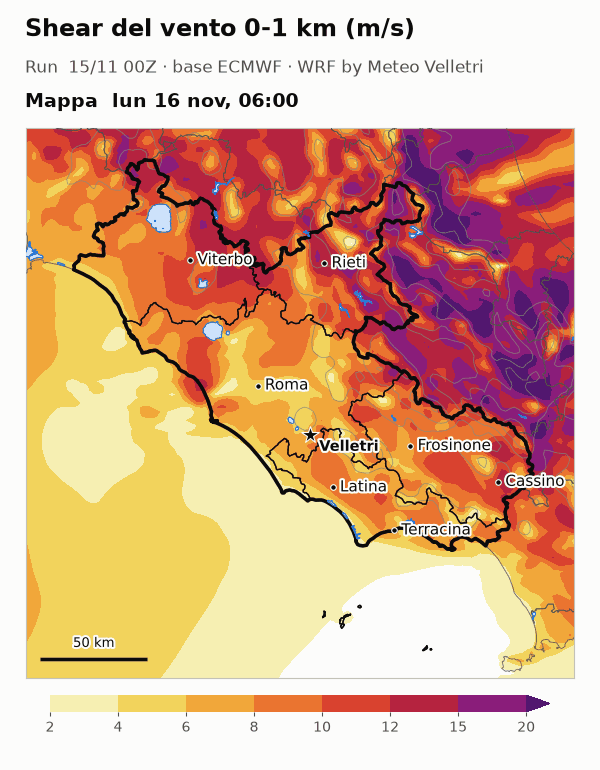 Shear del vento 0-1 km (m/s)
Run  15/11 00Z · base ECMWF · WRF by Meteo Velletri
Mappa  lun 16 nov, 06:00
Viterbo
Rieti
Roma
Velletri
Frosinone
Latina
Cassino
Terracina
50 km
2 4 6 8 10 12 15 20